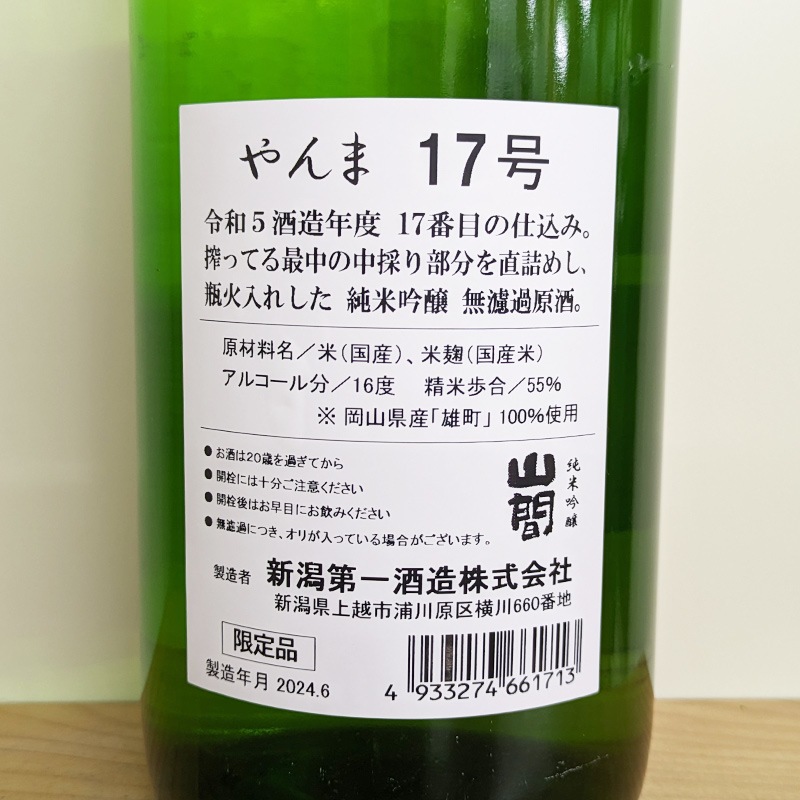 やんま 17号
令和5酒造年度 17番目の仕込み。
搾ってる最中の中採り部分を直詰めし、
瓶火入れした 純米吟醸 無濾過原酒。
原材料名／米(国産)、米麹(国産米)
アルコール分／16度 精米歩合／55%
※ 岡山県産「雄町」100%使用
● お酒は20歳を過ぎてから
● 開栓には十分ご注意ください
● 開栓後はお早目にお飲みください
● 無濾過につき、オリが入っている場合がございます。
山間
純米吟醸
製造者 新潟第一酒造株式会社
新潟県上越市浦川原区横川660番地
限定品
製造年月 2024.6
4 933274 661713